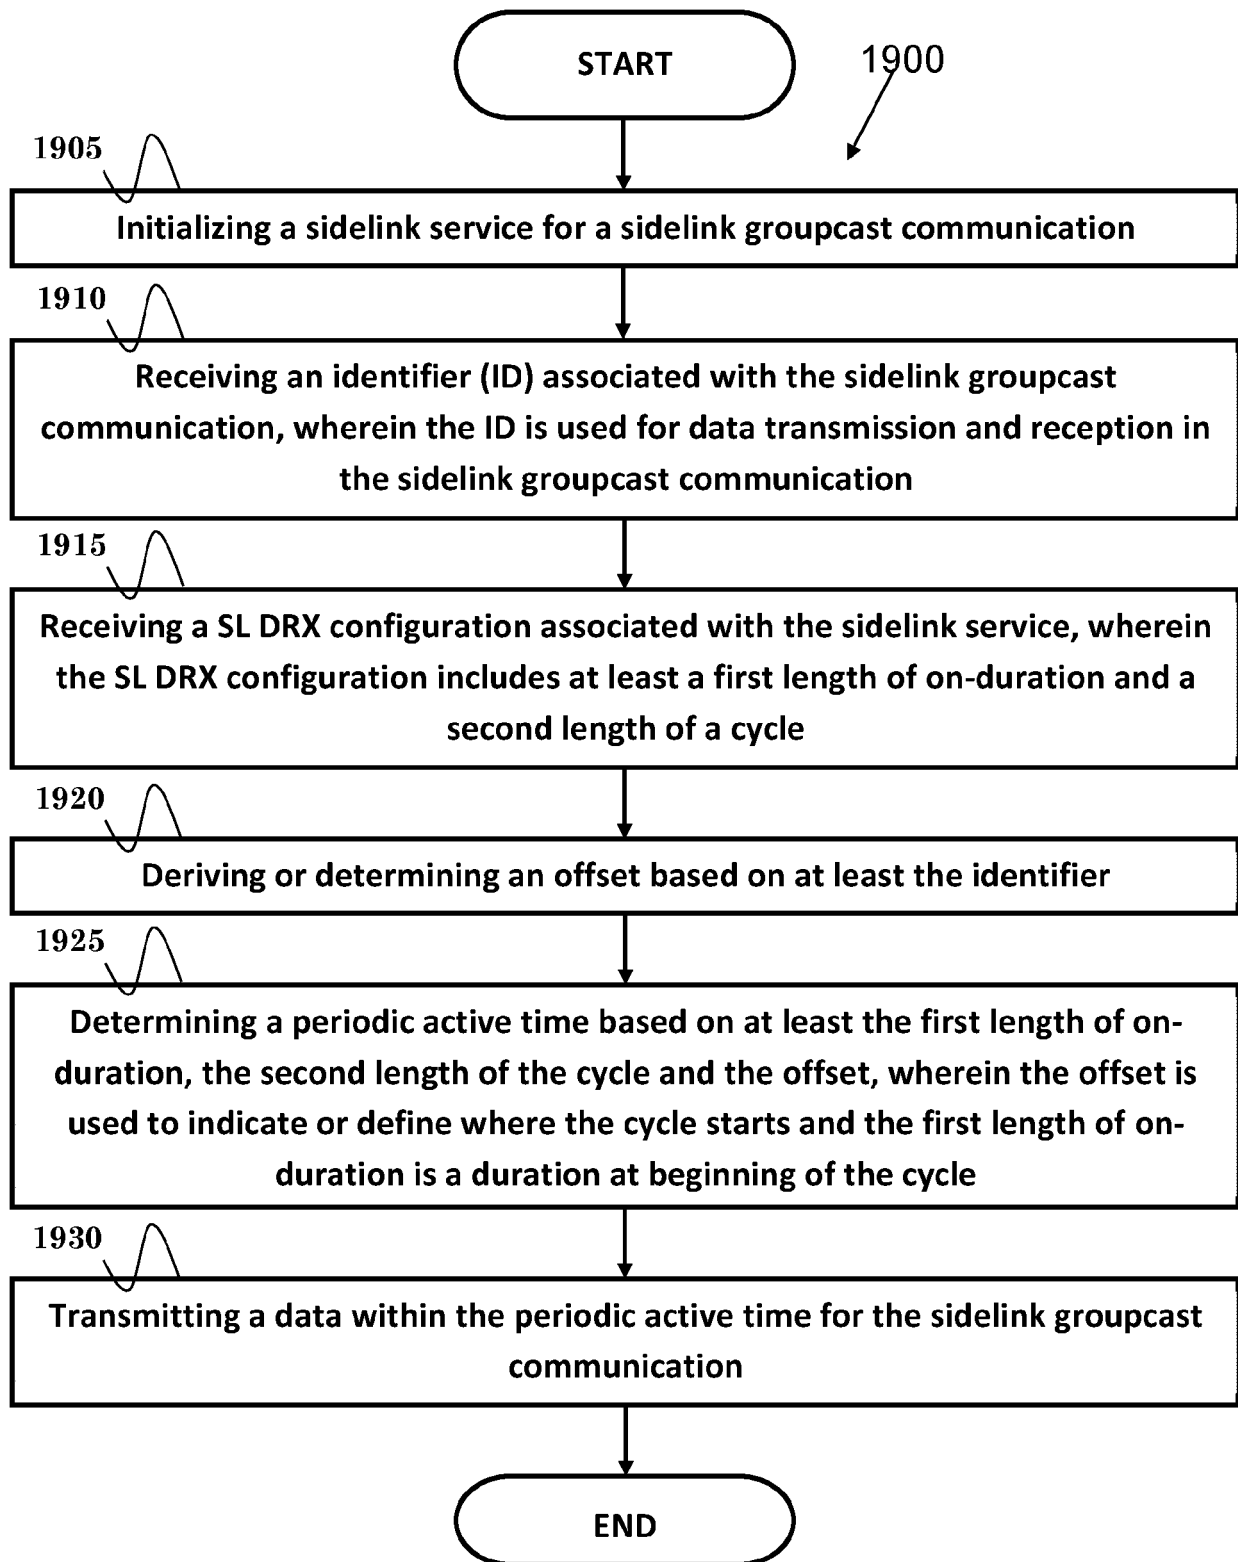 START
1900
1905
Initializing a sidelink service for a sidelink groupcast communication
1910
Receiving an identifier (ID) associated with the sidelink groupcast
communication, wherein the ID is used for data transmission and reception in
the sidelink groupcast communication
1915
Receiving a SL DRX configuration associated with the sidelink service, wherein
the SL DRX configuration includes at least a first length of on-duration and a
second length of a cycle
1920
Deriving or determining an offset based on at least the identifier
1925
Determining a periodic active time based on at least the first length of on-
duration, the second length of the cycle and the offset, wherein the offset is
used to indicate or define where the cycle starts and the first length of on-
duration is a duration at beginning of the cycle
1930
Transmitting a data within the periodic active time for the sidelink groupcast
communication
END